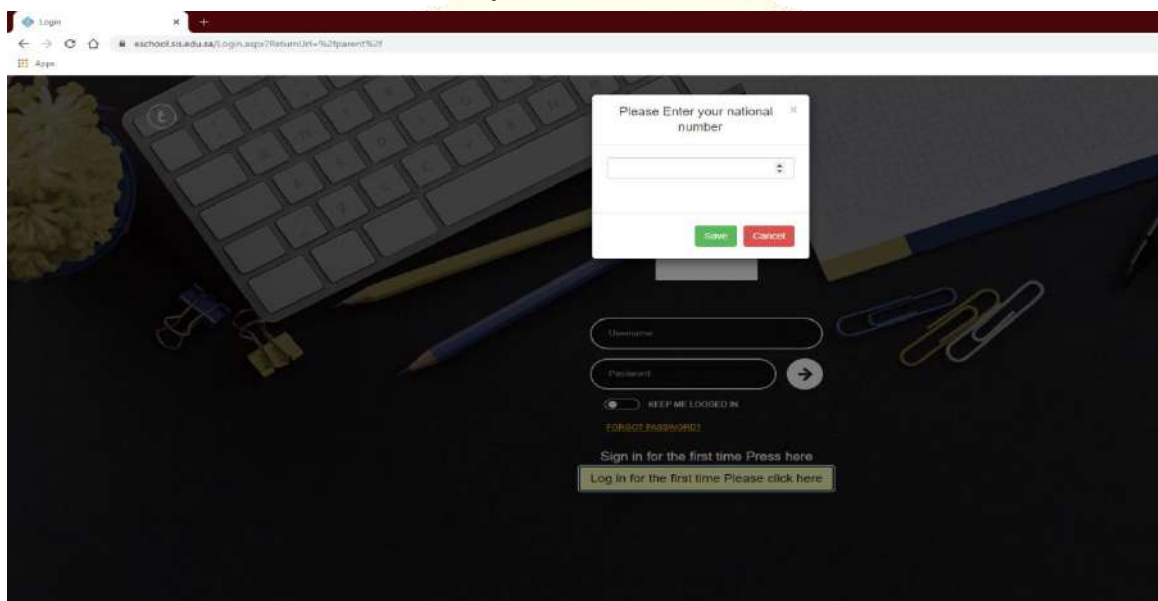 Login
eschool.sis.edu.sa/Login.aspx?ReturnUrl=%2fparent%2f
Apps
Please Enter your national
number
Save Cancel
Username
Password
KEEP ME LOGGED IN
FORGOT PASSWORD?
Sign in for the first time Press here
Log in for the first time Please click here